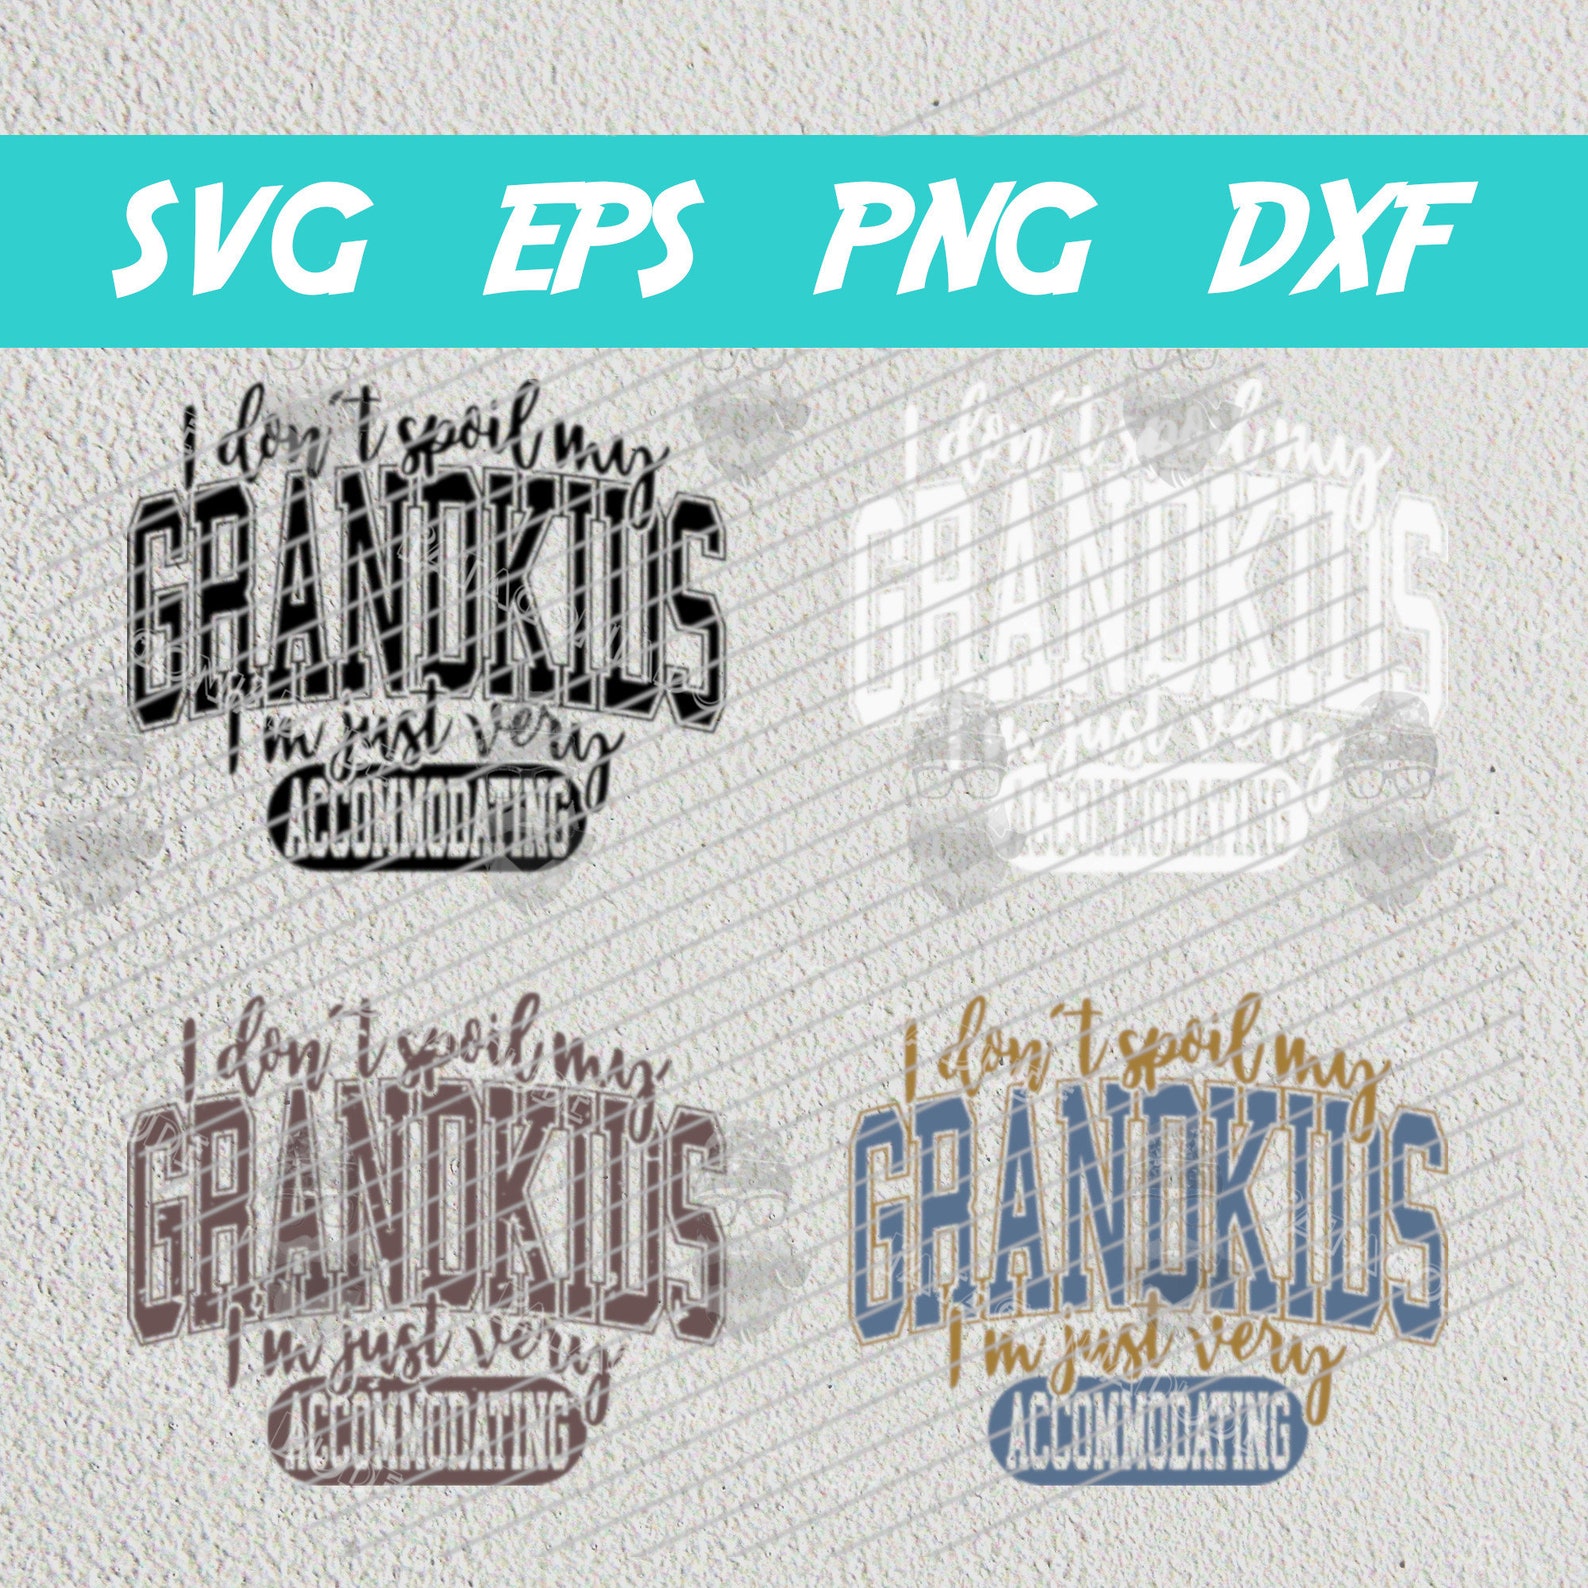 SVG EPS PNG DXF
I don't spoil my
GRANDKIDS
I'm just very
ACCOMMODATING
I don't spoil my
GRANDKIDS
I'm just very
ACCOMMODATING
I don't spoil my
GRANDKIDS
I'm just very
ACCOMMODATING
I don't spoil my
GRANDKIDS
I'm just very
ACCOMMODATING